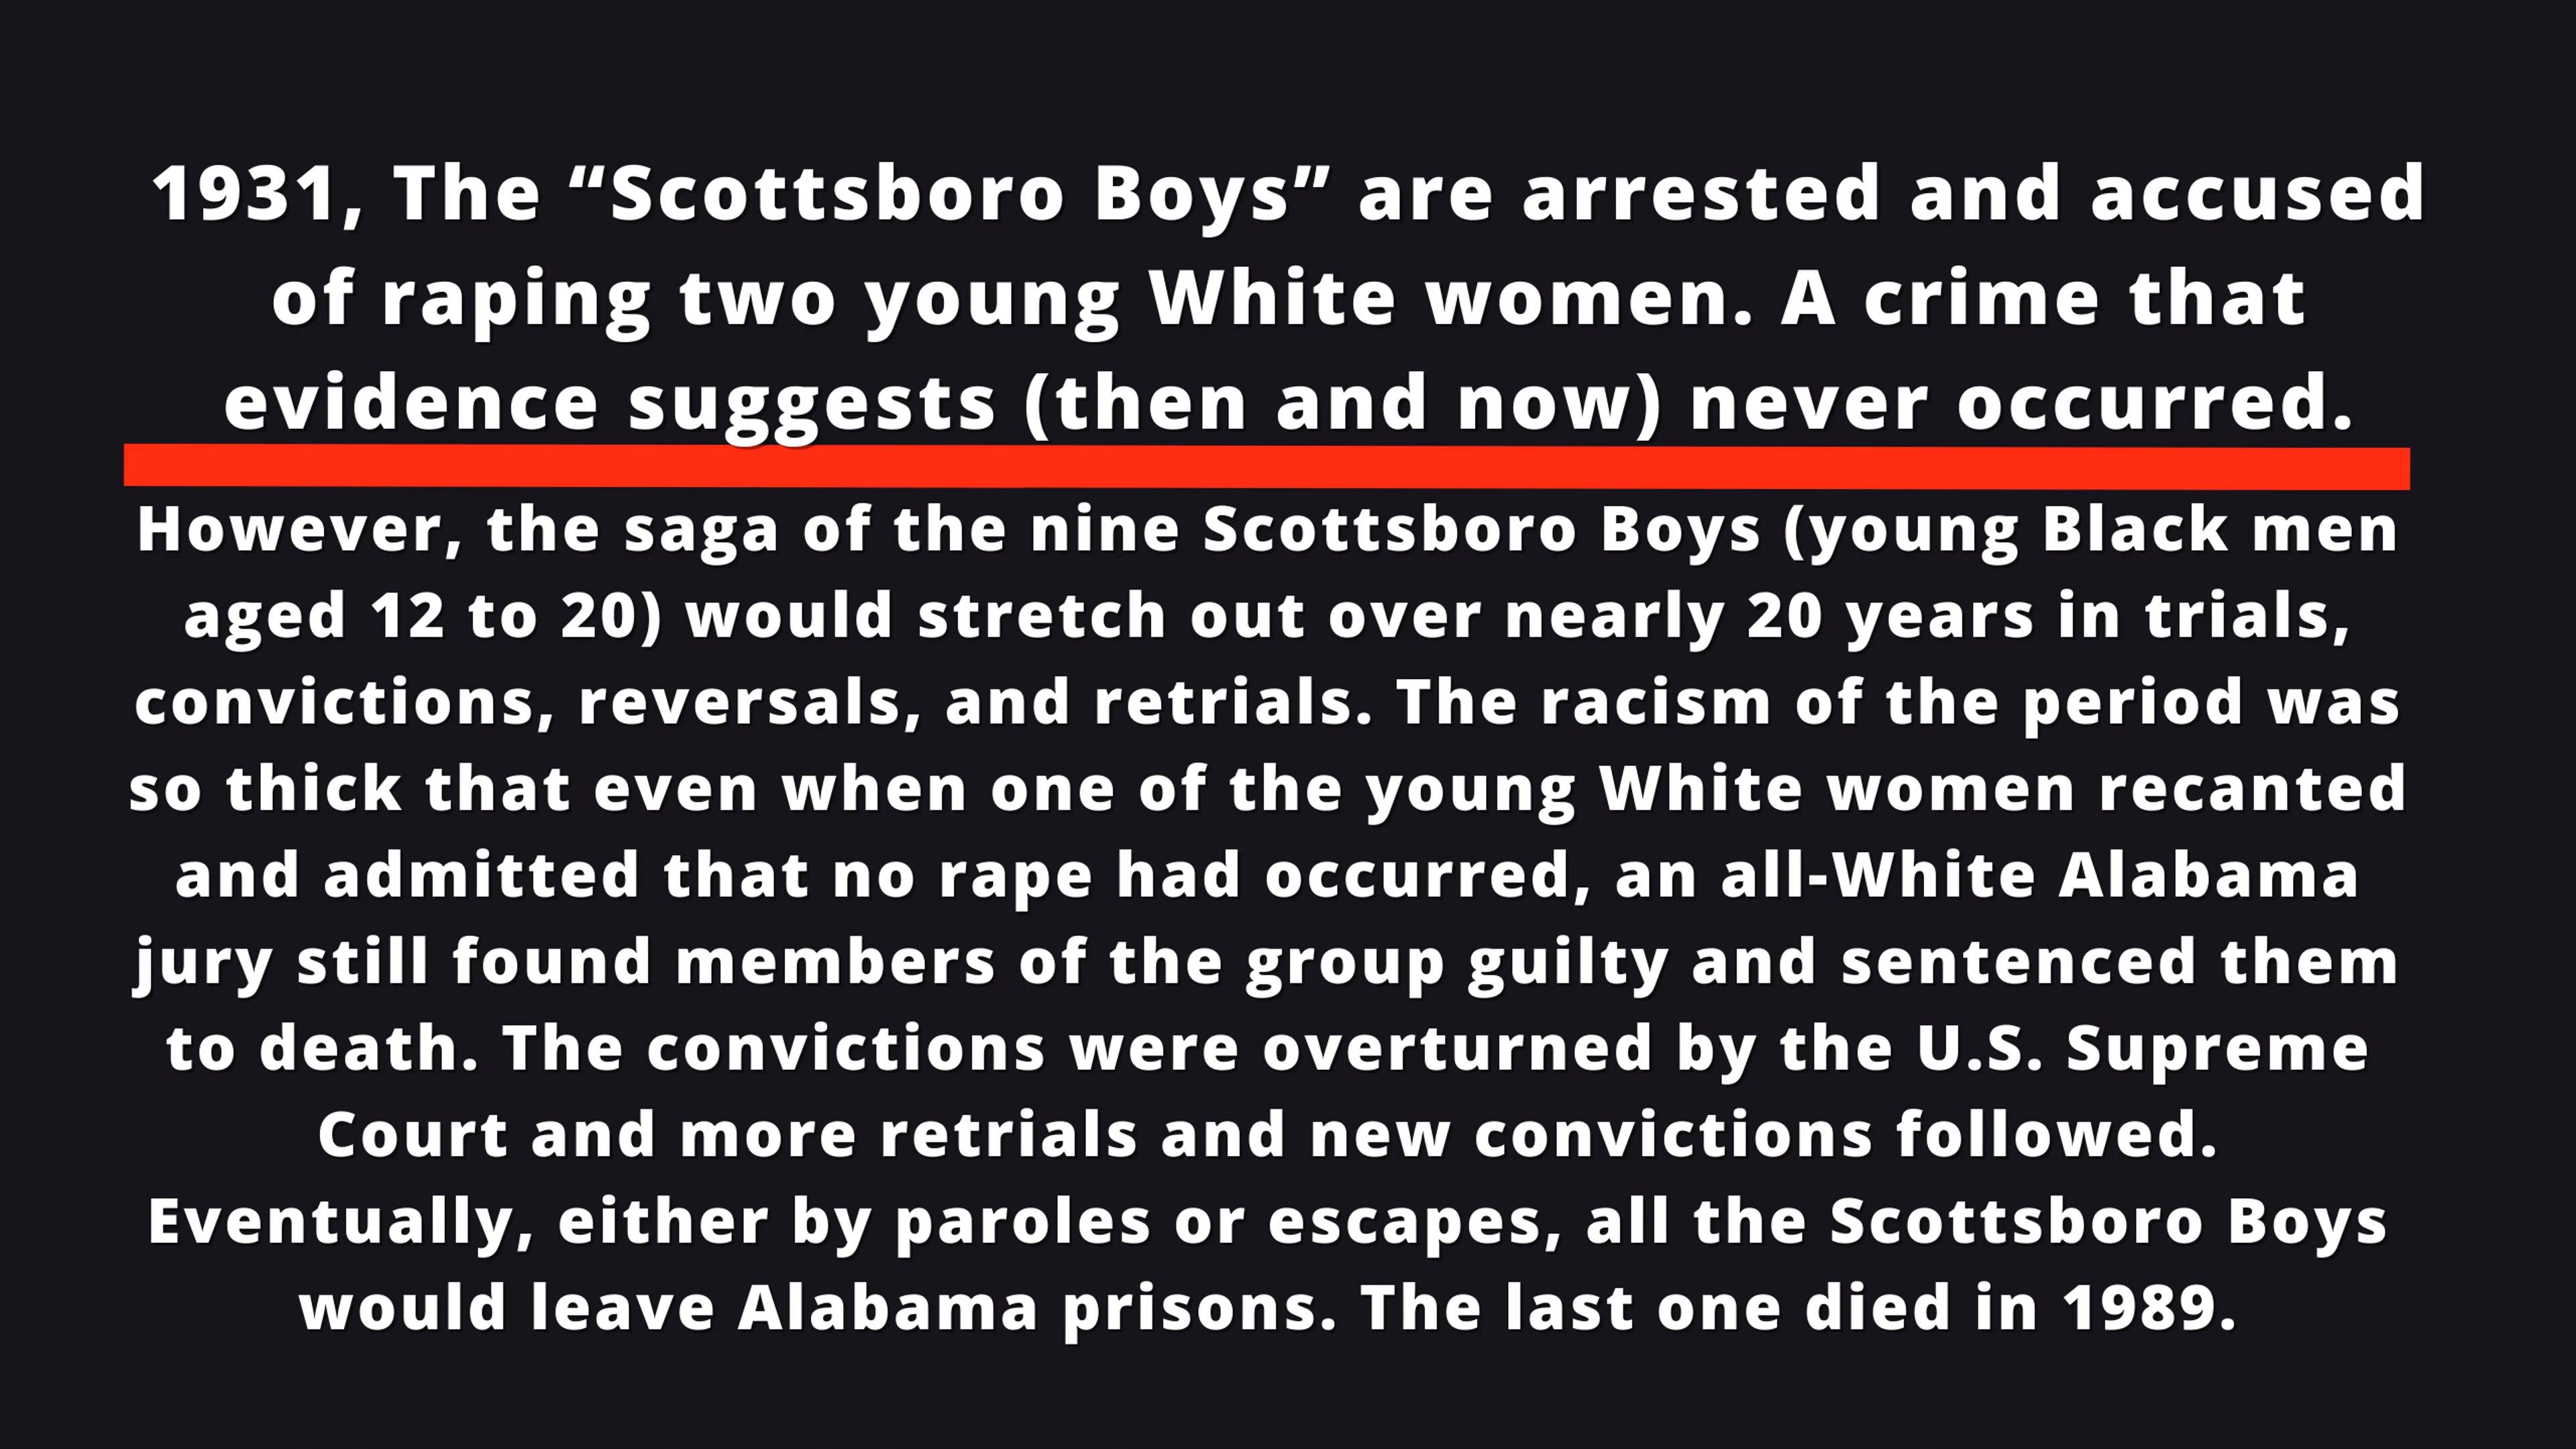 1931, The “Scottsboro Boys” are arrested and accused
of raping two young White women. A crime that
evidence suggests (then and now) never occurred.
However, the saga of the nine Scottsboro Boys (young Black men
aged 12 to 20) would stretch out over nearly 20 years in trials,
convictions, reversals, and retrials. The racism of the period was
so thick that even when one of the young White women recanted
and admitted that no rape had occurred, an all-White Alabama
jury still found members of the group guilty and sentenced them
to death. The convictions were overturned by the U.S. Supreme
Court and more retrials and new convictions followed.
Eventually, either by paroles or escapes, all the Scottsboro Boys
would leave Alabama prisons. The last one died in 1989.